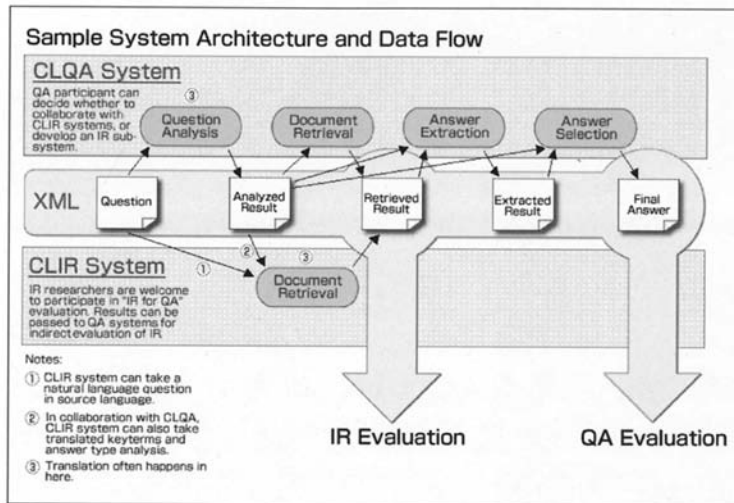 Sample System Architecture and Data Flow
CLQA System
QA participant can
decide whether to
collaborate with
CLIR systems, or
develop an IR sub-
system.
③
Question
Analysis
Document
Retrieval
Answer
Extraction
Answer
Selection
XML
Question
Analyzed
Result
Retrieved
Result
Extracted
Result
Final
Answer
CLIR System
IR researchers are welcome
to participate in "IR for QA"
evaluation. Results can be
passed to QA systems for
indirect evaluation of IR.
①
②
③
Document
Retrieval
Notes:
① CLIR system can take a
natural language question
in source language.
② In collaboration with CLQA,
CLIR system can also take
translated keyterms and
answer type analysis.
③ Translation often happens in
here.
IR Evaluation
QA Evaluation